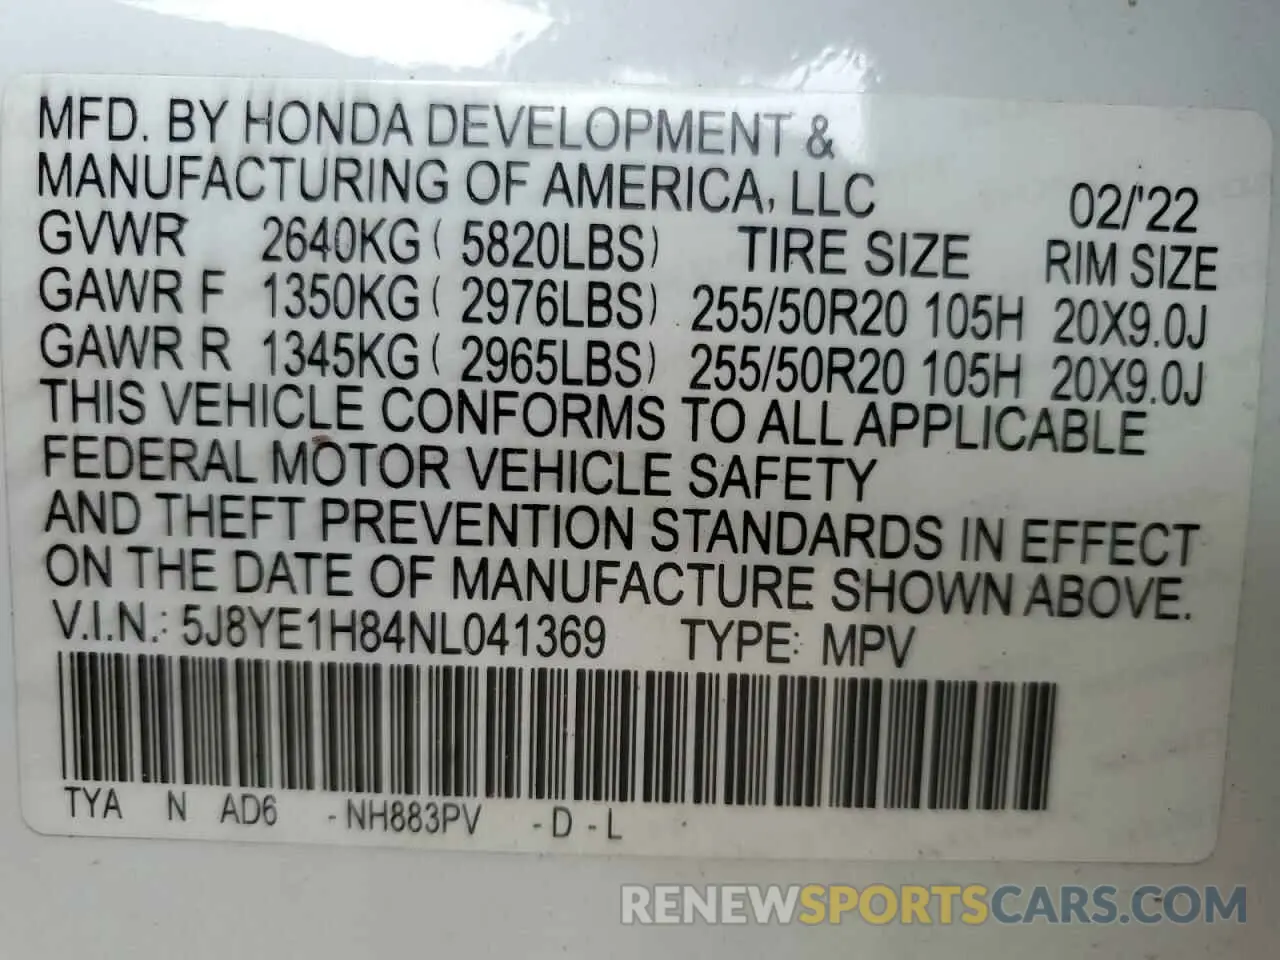 MFD. BY HONDA DEVELOPMENT &
MANUFACTURING OF AMERICA, LLC 02/'22
GVWR 2640KG ( 5820LBS) TIRE SIZE RIM SIZE
GAWR F 1350KG ( 2976LBS) 255/50R20 105H 20X9.0J
GAWR R 1345KG ( 2965LBS) 255/50R20 105H 20X9.0J
THIS VEHICLE CONFORMS TO ALL APPLICABLE
FEDERAL MOTOR VEHICLE SAFETY
AND THEFT PREVENTION STANDARDS IN EFFECT
ON THE DATE OF MANUFACTURE SHOWN ABOVE.
V.I.N.: 5J8YE1H84NL041369 TYPE: MPV
TYA N AD6 -NH883PV -D -L
RENEWSPORTSCARS.COM